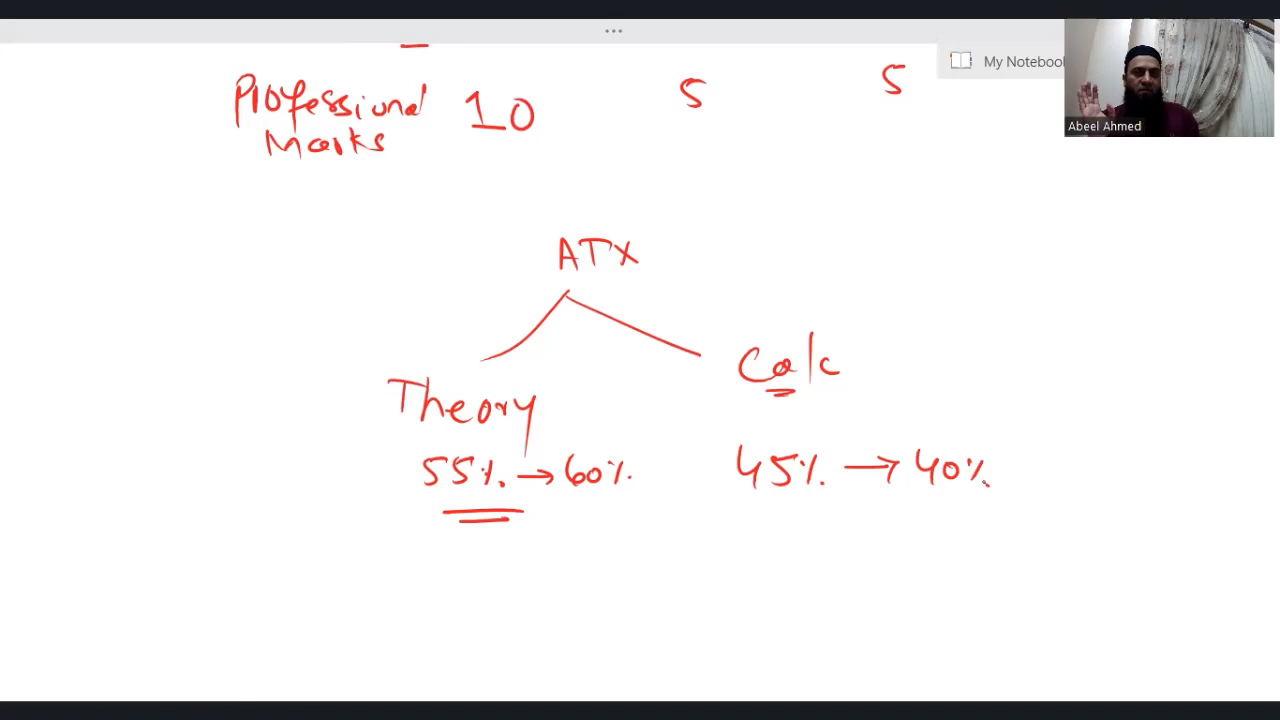 ...
My Notebook
Abeel Ahmed
Professional 10 5 5
Marks
ATX
Theory Calc
55% → 60% 45% → 40%